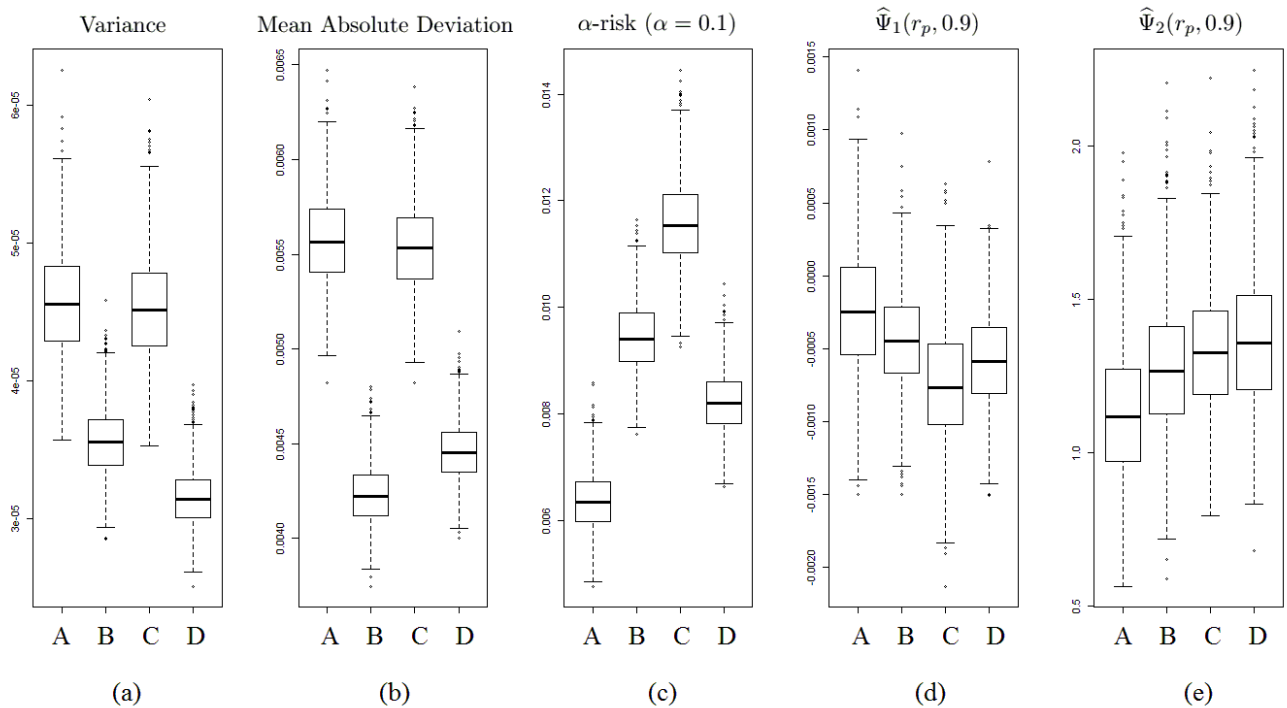 Variance
6e-05
5e-05
4e-05
3e-05
A B C D
(a)
Mean Absolute Deviation
0.0065
0.0060
0.0055
0.0050
0.0045
0.0040
A B C D
(b)
α-risk (α = 0.1)
0.014
0.012
0.010
0.008
0.006
A B C D
(c)
Ψ̂₁(rₚ, 0.9)
0.0015
0.0010
0.0005
0.0000
-0.0005
-0.0010
-0.0015
-0.0020
A B C D
(d)
Ψ̂₂(rₚ, 0.9)
2.0
1.5
1.0
0.5
A B C D
(e)